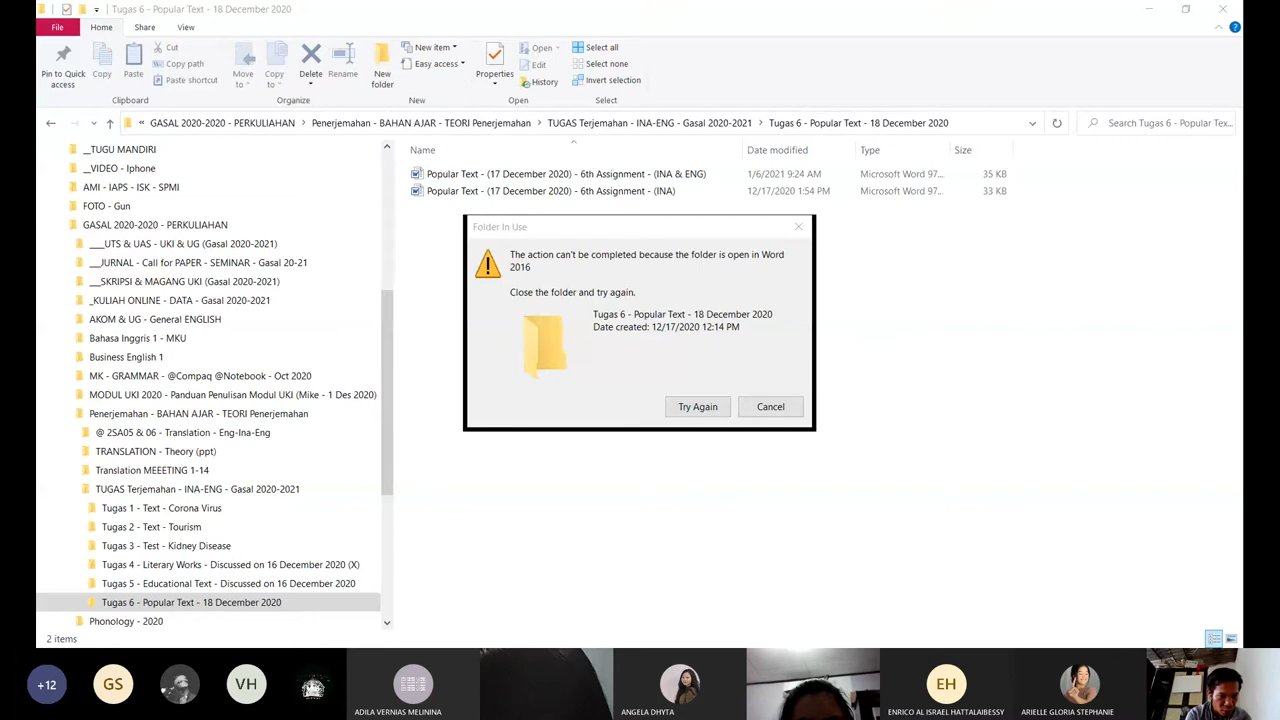 Tugas 6 - Popular Text - 18 December 2020
File Home Share View
Pin to Quick access
Copy
Paste
Cut
Copy path
Paste shortcut
Clipboard
Move to
Copy to
Delete
Rename
Organize
New folder
New item
Easy access
New
Properties
Open
Edit
History
Open
Select all
Select none
Invert selection
Select
« GASAL 2020-2020 - PERKULIAHAN > Penerjemahan - BAHAN AJAR - TEORI Penerjemahan > TUGAS Terjemahan - INA-ENG - Gasal 2020-2021 > Tugas 6 - Popular Text - 18 December 2020
Search Tugas 6 - Popular Tex...
__TUGU MANDIRI
__VIDEO - Iphone
AMI - IAPS - ISK - SPMI
FOTO - Gun
GASAL 2020-2020 - PERKULIAHAN
___UTS & UAS - UKI & UG (Gasal 2020-2021)
___JURNAL - Call for PAPER - SEMINAR - Gasal 20-21
___SKRIPSI & MAGANG UKI (Gasal 2020-2021)
_KULIAH ONLINE - DATA - Gasal 2020-2021
AKOM & UG - General ENGLISH
Bahasa Inggris 1 - MKU
Business English 1
MK - GRAMMAR - @Compaq @Notebook - Oct 2020
MODUL UKI 2020 - Panduan Penulisan Modul UKI (Mike - 1 Des 2020)
Penerjemahan - BAHAN AJAR - TEORI Penerjemahan
@ 2SA05 & 06 - Translation - Eng-Ina-Eng
TRANSLATION - Theory (ppt)
Translation MEEETING 1-14
TUGAS Terjemahan - INA-ENG - Gasal 2020-2021
Tugas 1 - Text - Corona Virus
Tugas 2 - Text - Tourism
Tugas 3 - Test - Kidney Disease
Tugas 4 - Literary Works - Discussed on 16 December 2020 (X)
Tugas 5 - Educational Text - Discussed on 16 December 2020
Tugas 6 - Popular Text - 18 December 2020
Phonology - 2020
2 items
Name Date modified Type Size
Popular Text - (17 December 2020) - 6th Assignment - (INA & ENG) 1/6/2021 9:24 AM Microsoft Word 97... 35 KB
Popular Text - (17 December 2020) - 6th Assignment - (INA) 12/17/2020 1:54 PM Microsoft Word 97... 33 KB
Folder In Use
The action can't be completed because the folder is open in Word
2016
Close the folder and try again.
Tugas 6 - Popular Text - 18 December 2020
Date created: 12/17/2020 12:14 PM
Try Again Cancel
+12 GS VH EH
ADILA VERNIAS MELININA ANGELA DHYTA ENRICO AL ISRAEL HATTALAIBESSY ARIELLE GLORIA STEPHANIE